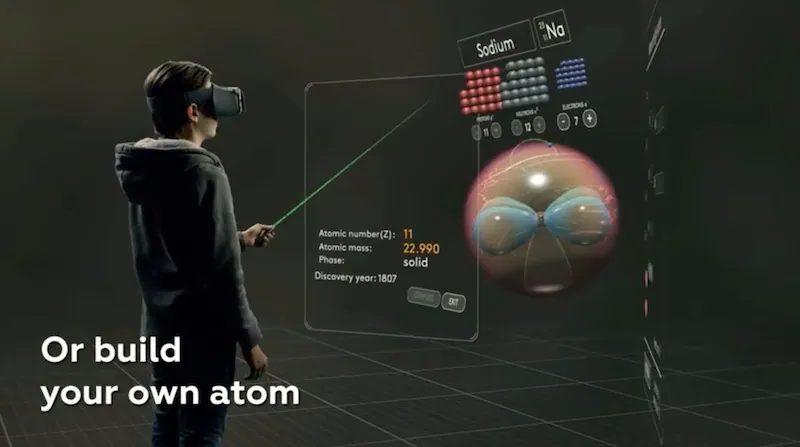 Sodium
23
11
Na
PROTONS p⁺
NEUTRONS n⁰
ELECTRONS e
11
12
- 7 +
Atomic number(Z): 11
Atomic mass: 22.990
Phase: solid
Discovery year: 1807
EXIT
Or build
your own atom